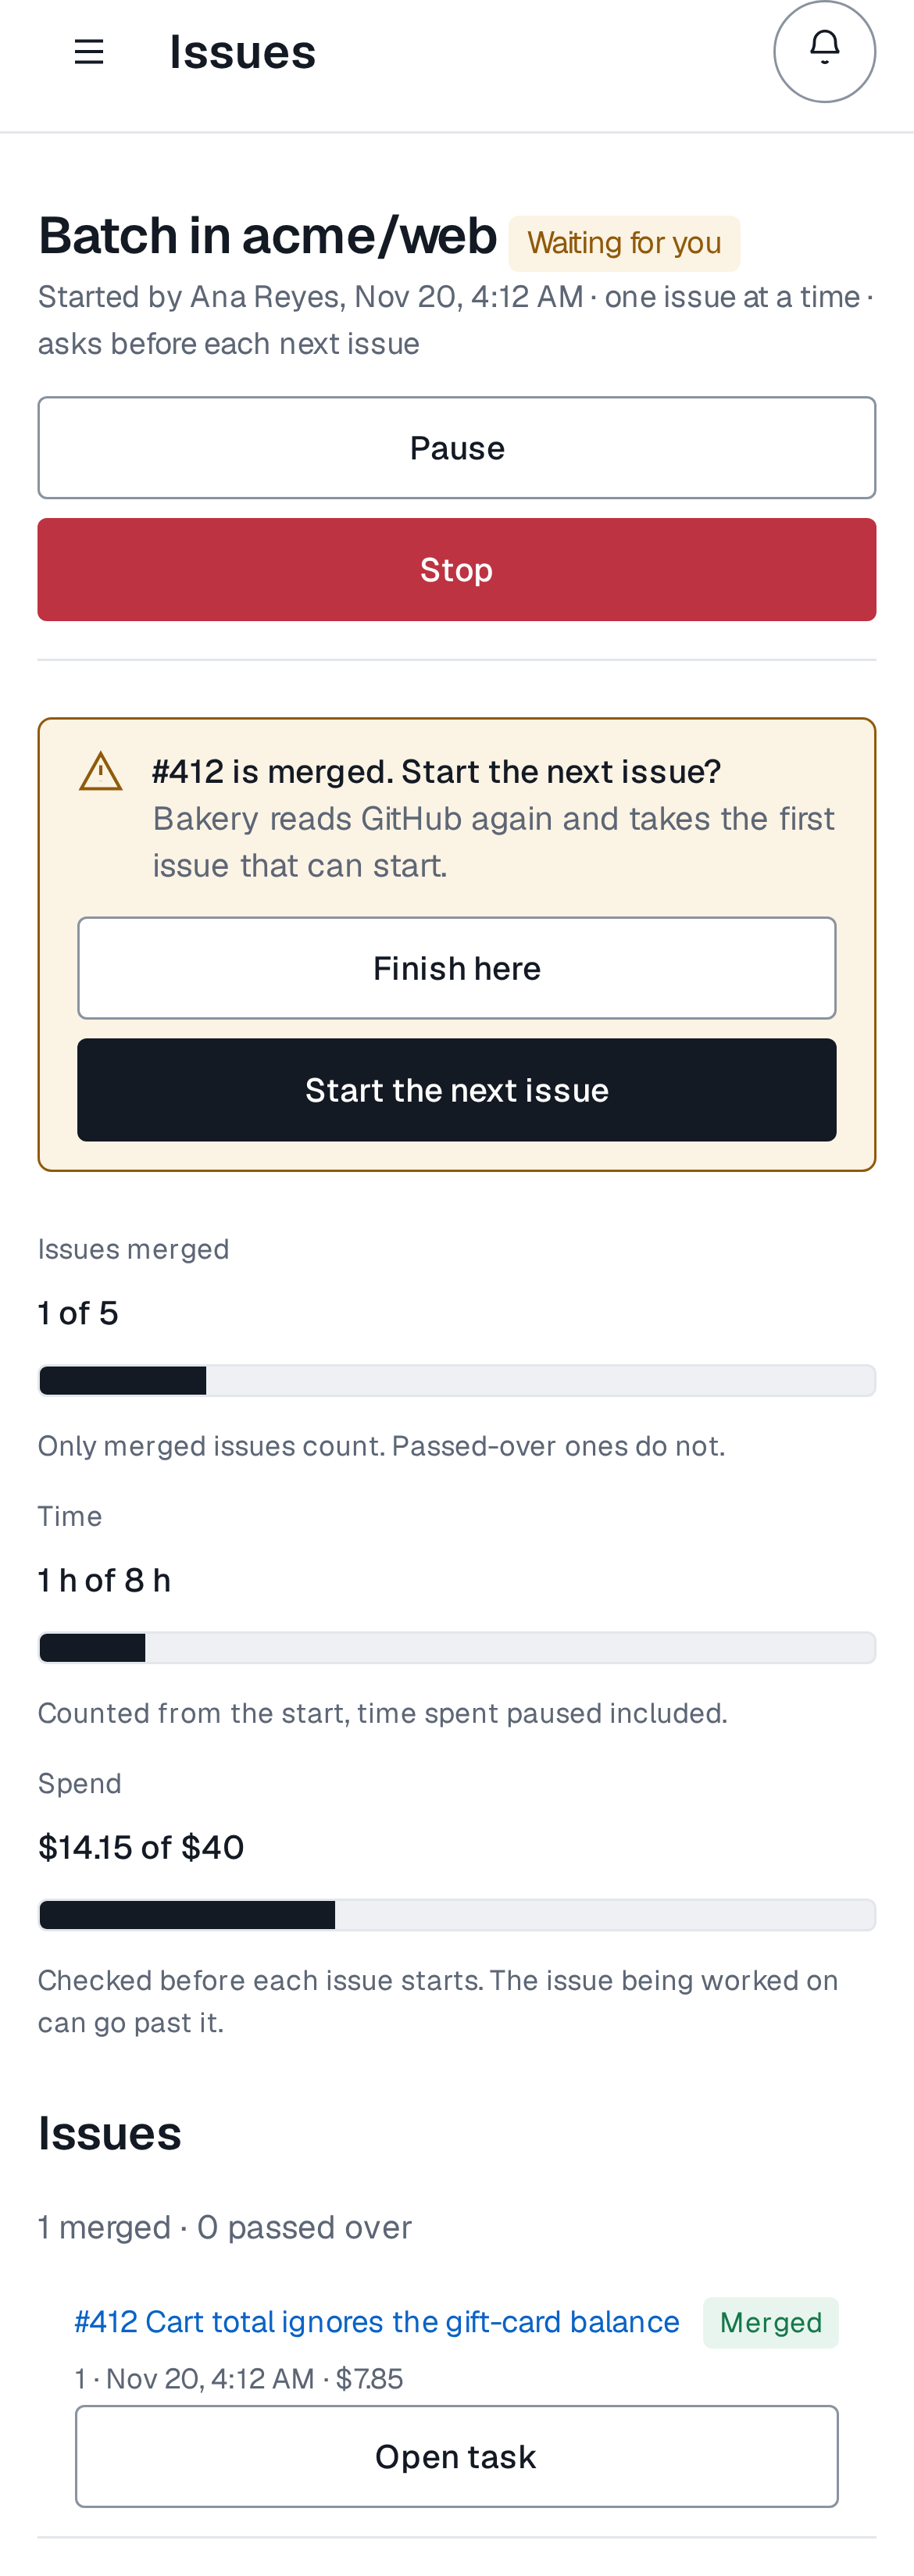 Issues
Batch in acme/web Waiting for you
Started by Ana Reyes, Nov 20, 4:12 AM · one issue at a time ·
asks before each next issue
Pause
Stop
#412 is merged. Start the next issue?
Bakery reads GitHub again and takes the first
issue that can start.
Finish here
Start the next issue
Issues merged
1 of 5
Only merged issues count. Passed-over ones do not.
Time
1 h of 8 h
Counted from the start, time spent paused included.
Spend
$14.15 of $40
Checked before each issue starts. The issue being worked on
can go past it.
Issues
1 merged · 0 passed over
#412 Cart total ignores the gift-card balance Merged
1 · Nov 20, 4:12 AM · $7.85
Open task